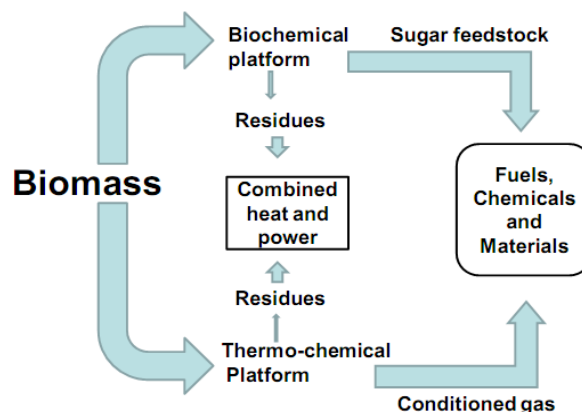 Biochemical
platform
Sugar feedstock
Residues
Biomass
Combined
heat and
power
Fuels,
Chemicals
and
Materials
Residues
Thermo-chemical
Platform
Conditioned gas